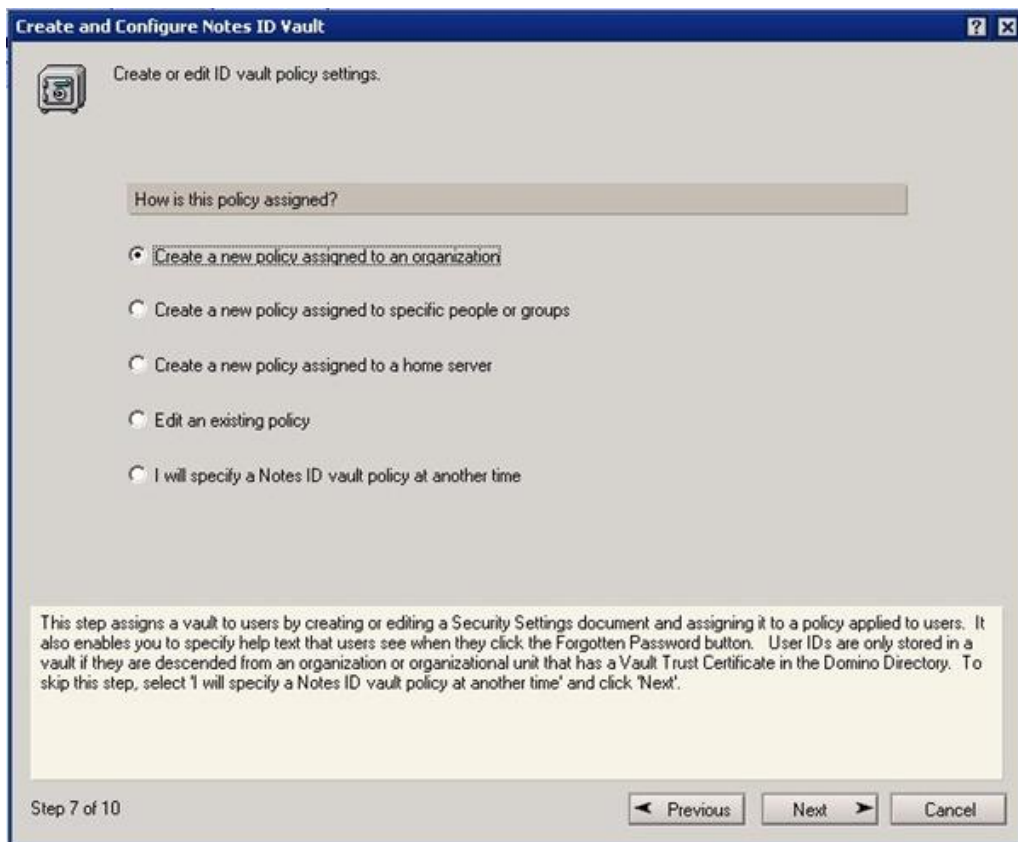 Create and Configure Notes ID Vault
Create or edit ID vault policy settings.
How is this policy assigned?
Create a new policy assigned to an organization
Create a new policy assigned to specific people or groups
Create a new policy assigned to a home server
Edit an existing policy
I will specify a Notes ID vault policy at another time
This step assigns a vault to users by creating or editing a Security Settings document and assigning it to a policy applied to users. It
also enables you to specify help text that users see when they click the Forgotten Password button. User IDs are only stored in a
vault if they are descended from an organization or organizational unit that has a Vault Trust Certificate in the Domino Directory. To
skip this step, select 'I will specify a Notes ID vault policy at another time' and click 'Next'.
Step 7 of 10
Previous
Next
Cancel